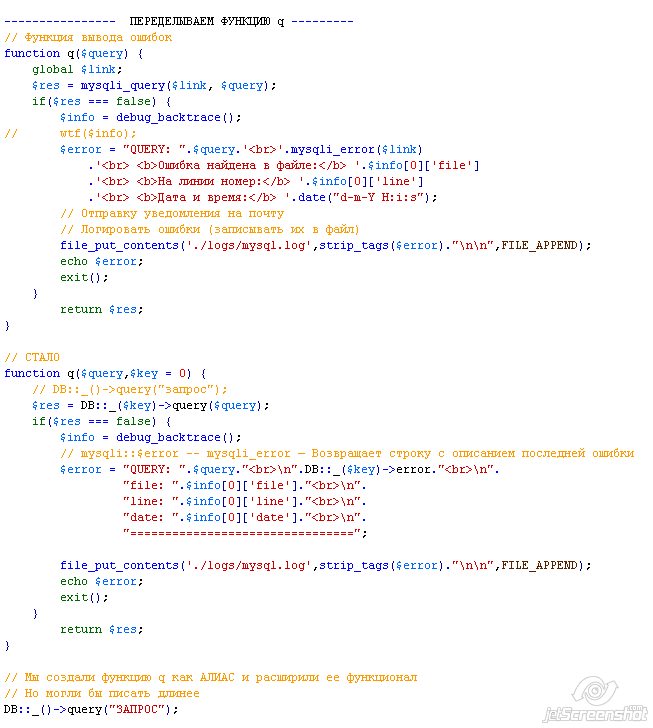 ---------------- ПЕРЕДЕЛЫВАЕМ ФУНКЦИЮ q ---------
// Функция вывода ошибок
function q($query) {
global $link;
$res = mysqli_query($link, $query);
if($res === false) {
$info = debug_backtrace();
// wtf($info);
$error = "QUERY: ".$query.'<br>'.mysqli_error($link)
.'<br> <b>Ошибка найдена в файле:</b> '.$info[0]['file']
.'<br> <b>На линии номер:</b> '.$info[0]['line']
.'<br> <b>Дата и время:</b> '.date("d-m-Y H:i:s");
// Отправку уведомления на почту
// Логировать ошибки (записывать их в файл)
file_put_contents('./logs/mysql.log',strip_tags($error)."\n\n",FILE_APPEND);
echo $error;
exit();
}
return $res;
}
// СТАЛО
function q($query,$key = 0) {
// DB::_()->query("запрос");
$res = DB::_($key)->query($query);
if($res === false) {
$info = debug_backtrace();
// mysqli::$error -- mysqli_error — Возвращает строку с описанием последней ошибки
$error = "QUERY: ".$query."<br>\n".DB::_($key)->error."<br>\n".
"file: ".$info[0]['file']."<br>\n".
"line: ".$info[0]['line']."<br>\n".
"date: ".$info[0]['date']."<br>\n".
"================================";
file_put_contents('./logs/mysql.log',strip_tags($error)."\n\n",FILE_APPEND);
echo $error;
exit();
}
return $res;
}
// Мы создали функцию q как АЛИАС и расширили ее функционал
// Но могли бы писать длинее
DB::_()->query("ЗАПРОС");
jetScreenshot.com